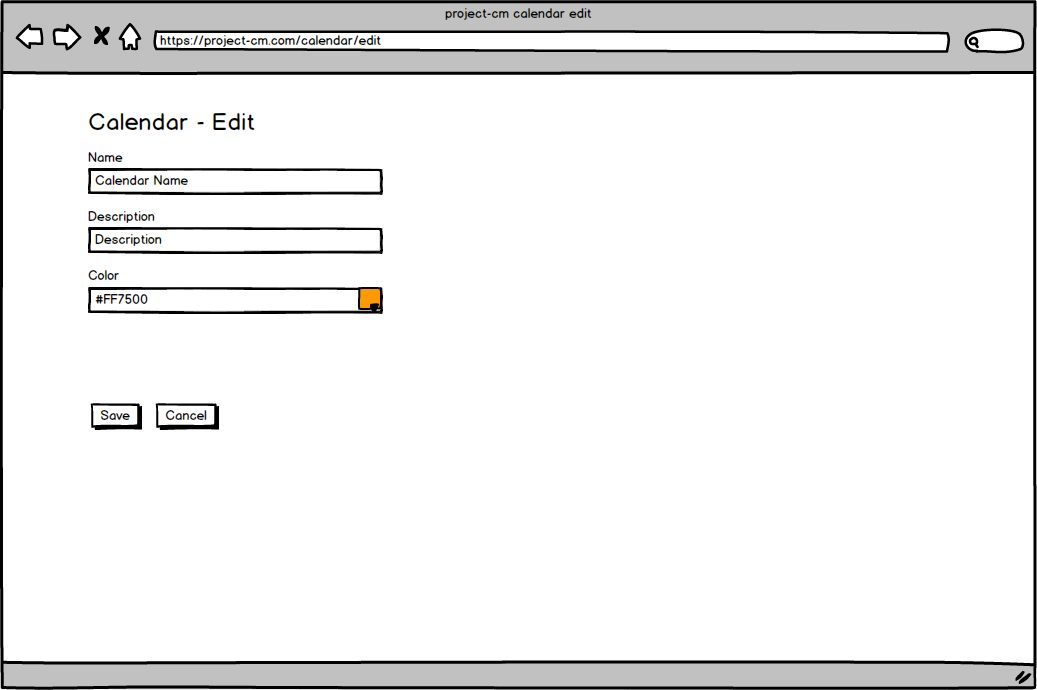 project-cm calendar edit
https://project-cm.com/calendar/edit
Calendar - Edit
Name
Calendar Name
Description
Description
Color
#FF7500
Save Cancel